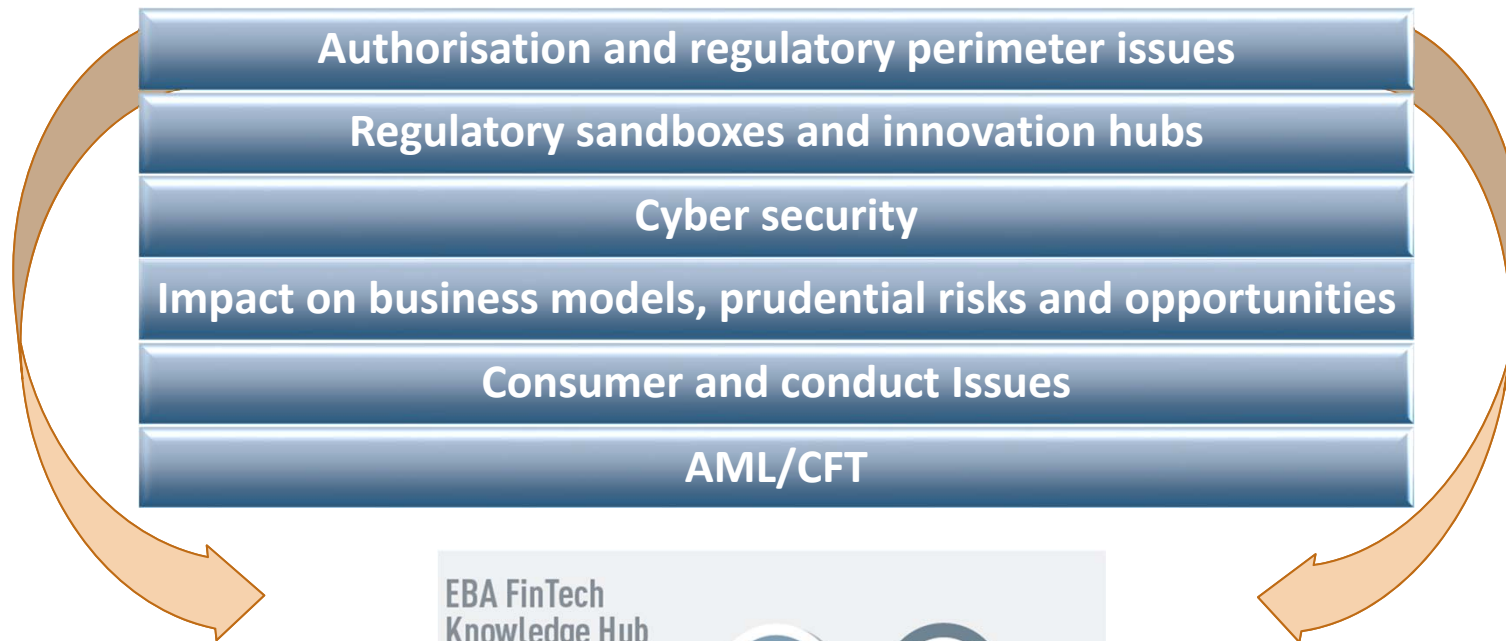 Authorisation and regulatory perimeter issues
Regulatory sandboxes and innovation hubs
Cyber security
Impact on business models, prudential risks and opportunities
Consumer and conduct Issues
AML/CFT
EBA FinTech
Knowledge Hub